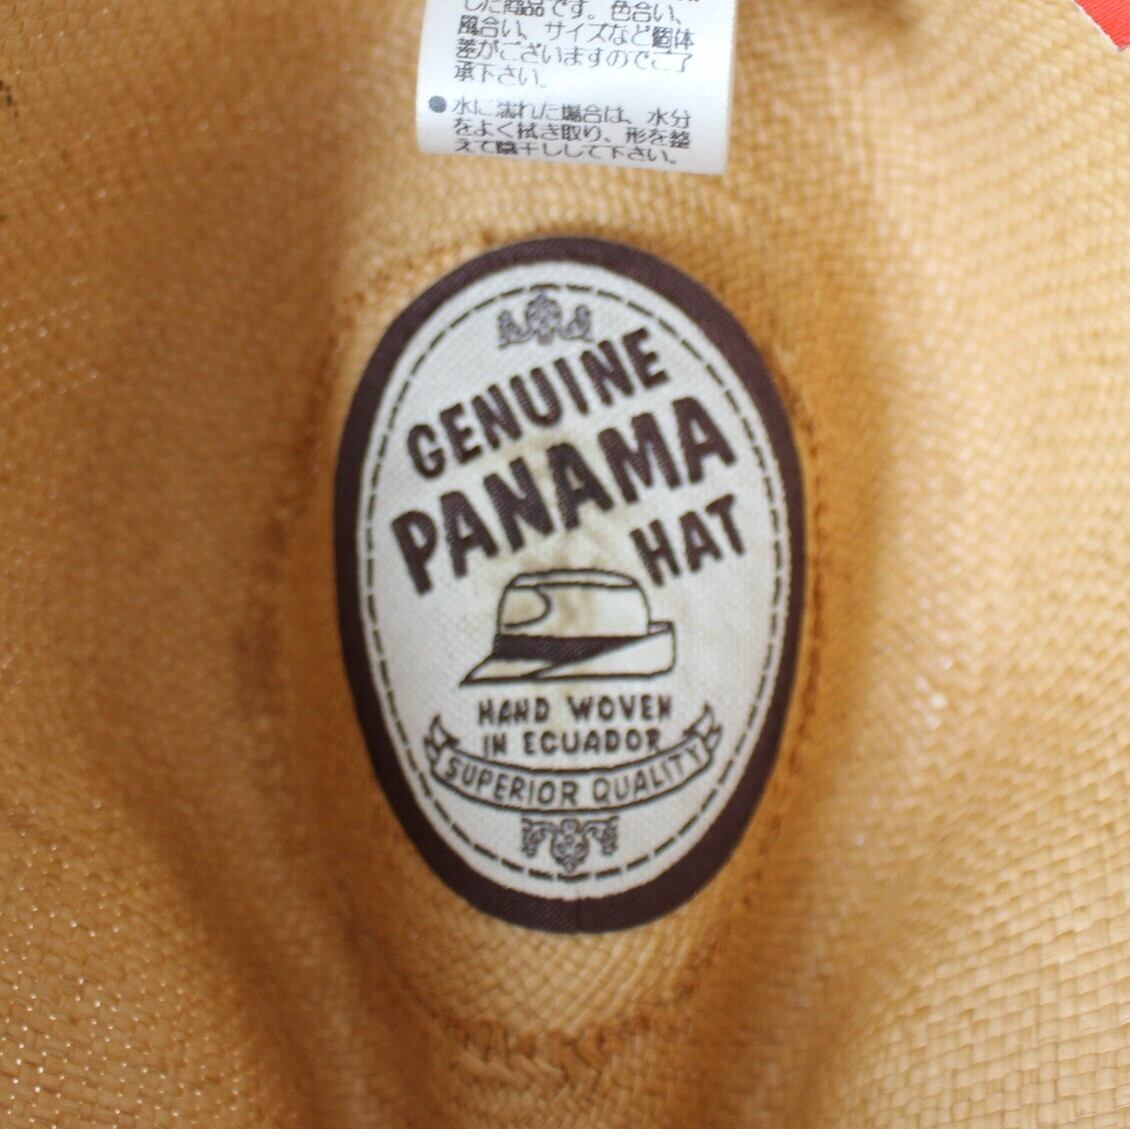 した商品です。色合い、
風合い、サイズなど個体
差がございますのでご了
承下さい。
●水に濡れた場合は、水分
をよく拭き取り、形を整
えて陰干しして下さい。
GENUINE
PANAMA
HAT
HAND WOVEN
IN ECUADOR
SUPERIOR QUALITY